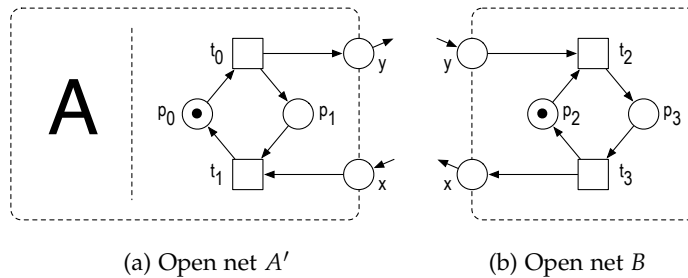 A
t0
y
p0
p1
t1
x
(a) Open net A′
y
t2
p2
p3
t3
x
(b) Open net B